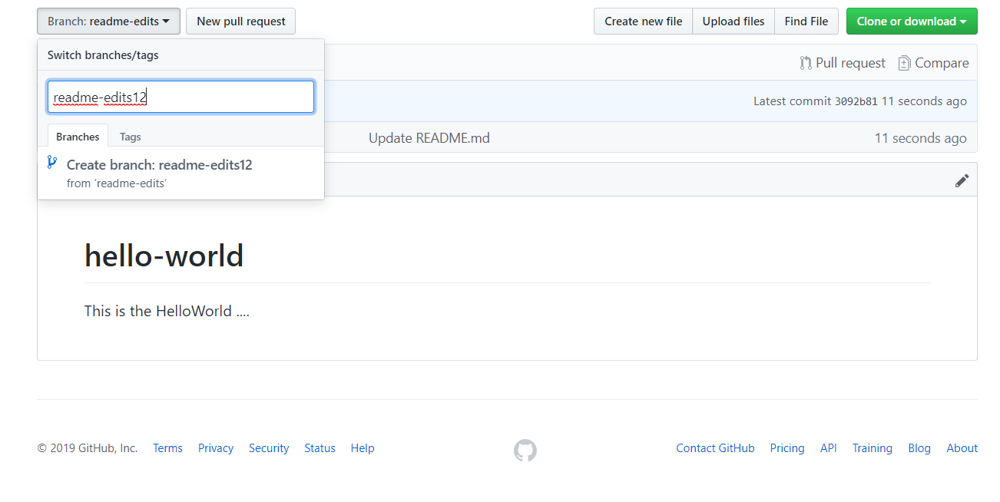 Branch: readme-edits New pull request Create new file Upload files Find File Clone or download
Switch branches/tags
Pull request Compare
readme-edits12
Latest commit 3092b81 11 seconds ago
Branches Tags
Update README.md 11 seconds ago
Create branch: readme-edits12
from ‘readme-edits’
hello-world
This is the HelloWorld ....
© 2019 GitHub, Inc. Terms Privacy Security Status Help Contact GitHub Pricing API Training Blog About